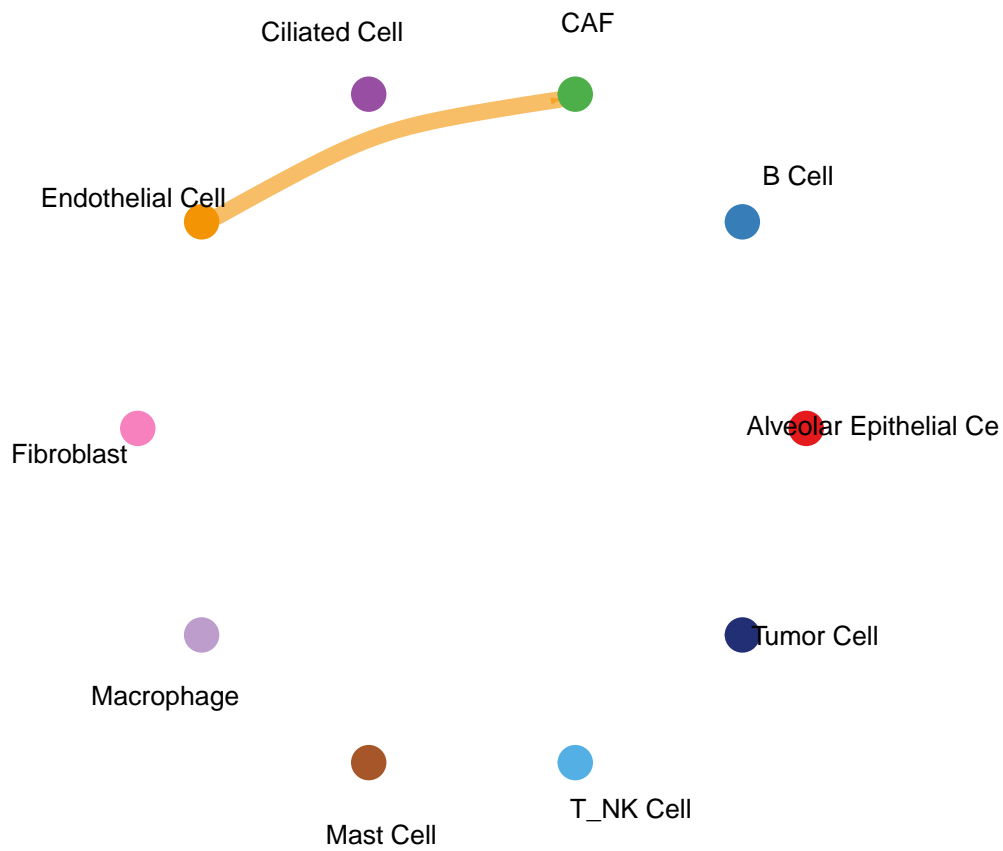 CAF
Ciliated Cell
B Cell
Endothelial Cell
Alveolar Epithelial Ce
Fibroblast
Tumor Cell
Macrophage
T_NK Cell
Mast Cell